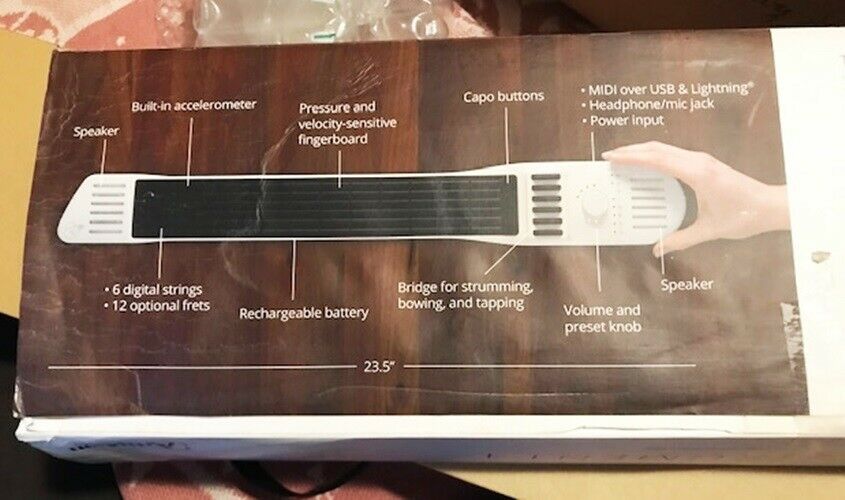 Speaker
Built-in accelerometer
Pressure and
velocity-sensitive
fingerboard
Capo buttons
• MIDI over USB & Lightning®
• Headphone/mic jack
• Power input
• 6 digital strings
• 12 optional frets
Rechargeable battery
Bridge for strumming,
bowing, and tapping
Volume and
preset knob
Speaker
23.5"